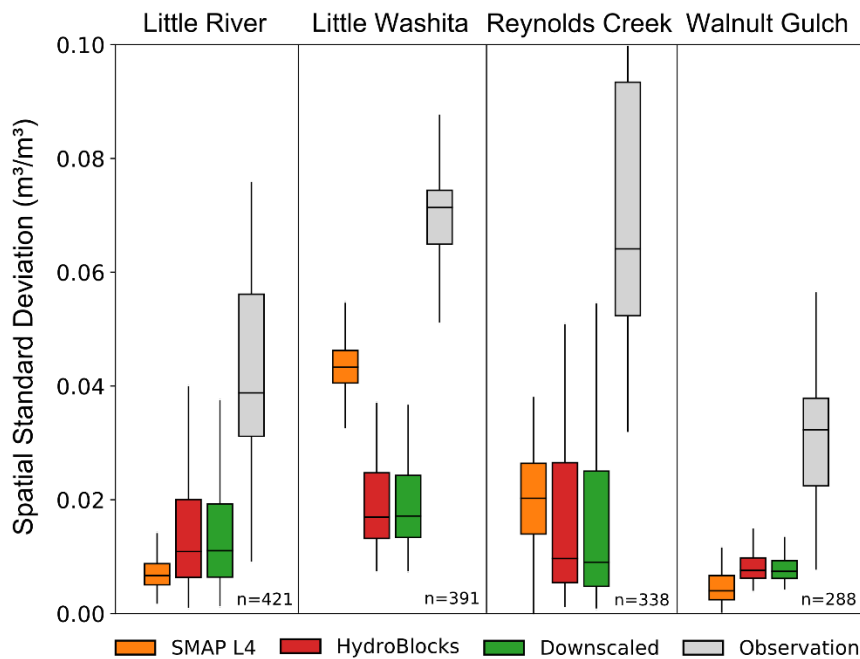 Little River Little Washita Reynolds Creek Walnult Gulch
0.10
0.08
0.06
0.04
0.02
0.00
Spatial Standard Deviation (m³/m³)
n=421 n=391 n=338 n=288
SMAP L4 HydroBlocks Downscaled Observation